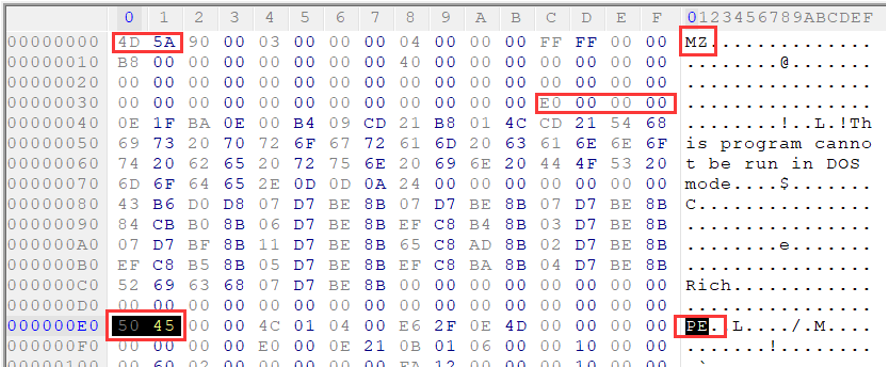 0 1 2 3 4 5 6 7 8 9 A B C D E F 0123456789ABCDEF
00000000 4D 5A 90 00 03 00 00 00 04 00 00 00 FF FF 00 00 MZ..............
00000010 B8 00 00 00 00 00 00 00 40 00 00 00 00 00 00 00 ........@.......
00000020 00 00 00 00 00 00 00 00 00 00 00 00 00 00 00 00 ................
00000030 00 00 00 00 00 00 00 00 00 00 00 00 E0 00 00 00 ................
00000040 0E 1F BA 0E 00 B4 09 CD 21 B8 01 4C CD 21 54 68 ........!..L.!Th
00000050 69 73 20 70 72 6F 67 72 61 6D 20 63 61 6E 6E 6F is program canno
00000060 74 20 62 65 20 72 75 6E 20 69 6E 20 44 4F 53 20 t be run in DOS
00000070 6D 6F 64 65 2E 0D 0D 0A 24 00 00 00 00 00 00 00 mode....$.......
00000080 43 B6 D0 D8 07 D7 BE 8B 07 D7 BE 8B 07 D7 BE 8B C...............
00000090 84 CB B0 8B 06 D7 BE 8B EF C8 B4 8B 03 D7 BE 8B ................
000000A0 07 D7 BF 8B 11 D7 BE 8B 65 C8 AD 8B 02 D7 BE 8B ........e.......
000000B0 EF C8 B5 8B 05 D7 BE 8B EF C8 BA 8B 04 D7 BE 8B ................
000000C0 52 69 63 68 07 D7 BE 8B 00 00 00 00 00 00 00 00 Rich............
000000D0 00 00 00 00 00 00 00 00 00 00 00 00 00 00 00 00 ................
000000E0 50 45 00 00 4C 01 04 00 E6 2F 0E 4D 00 00 00 00 PE..L..../.M....
000000F0 00 00 00 00 E0 00 0E 21 0B 01 06 00 00 10 00 00 .......!........